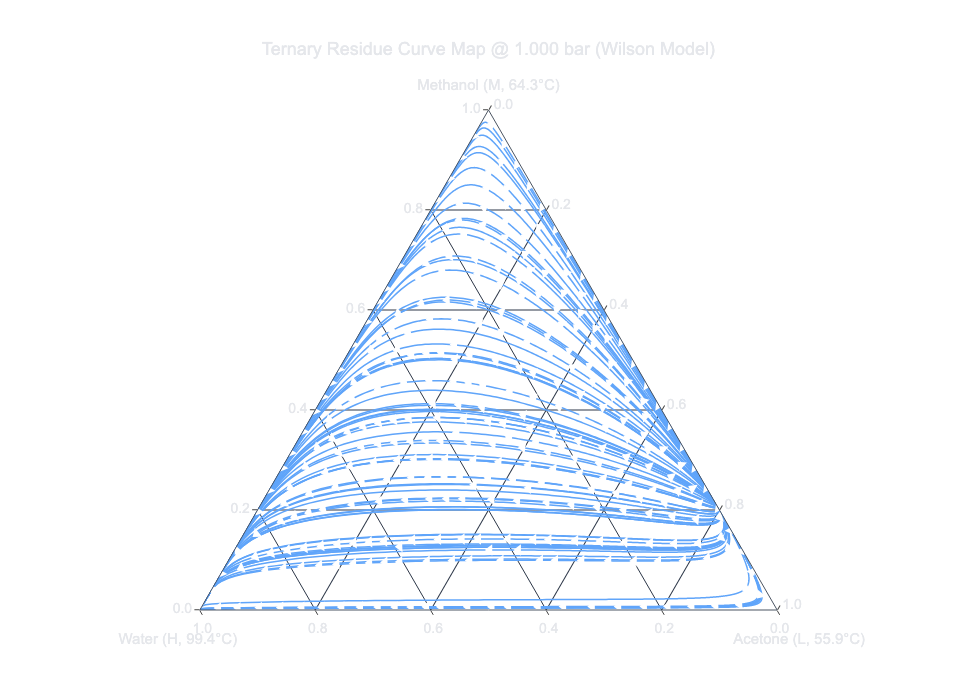 Ternary Residue Curve Map @ 1.000 bar (Wilson Model)
Methanol (M, 64.3°C)
1.0 0.0
0.8 0.2
0.6 0.4
0.4 0.6
0.2 0.8
0.0 1.0
1.0 0.8 0.6 0.4 0.2 0.0
Water (H, 99.4°C) Acetone (L, 55.9°C)